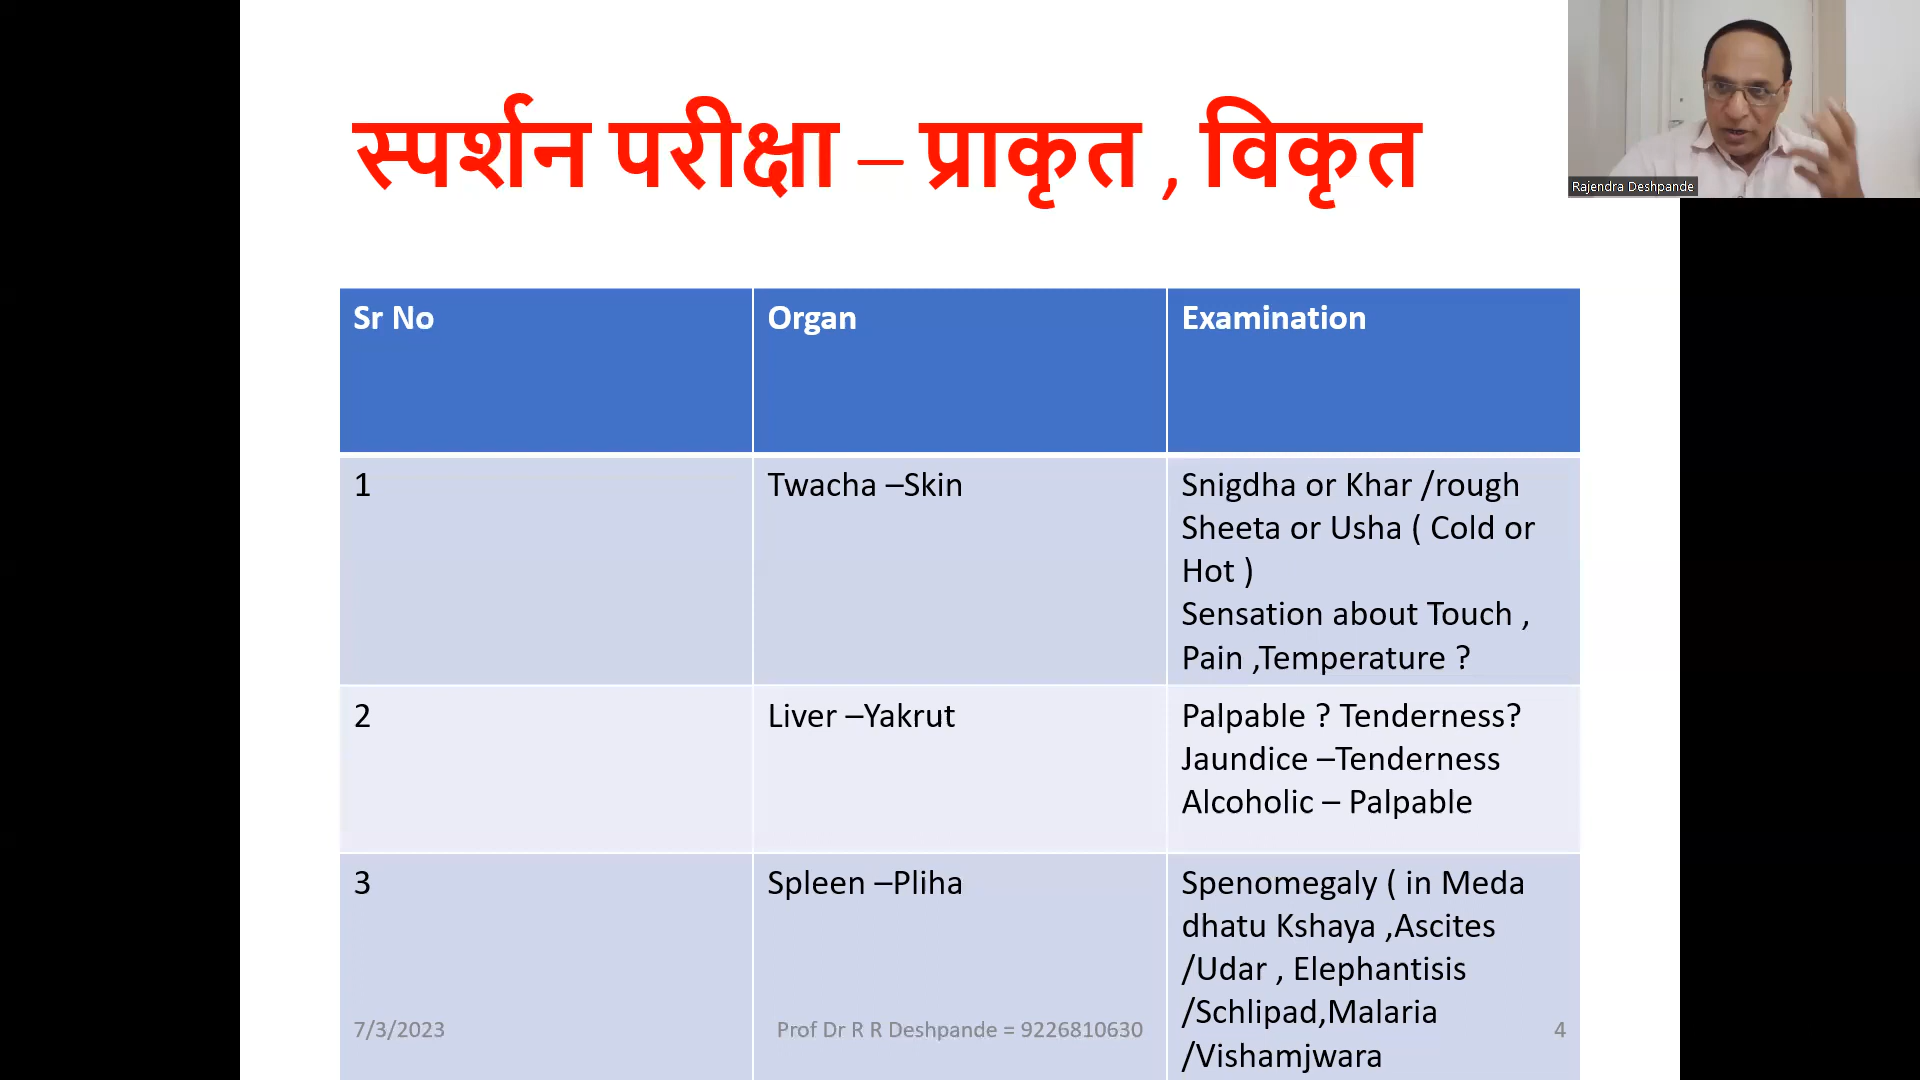 स्पर्शन परीक्षा – प्राकृत , विकृत
Rajendra Deshpande
Sr No
Organ
Examination
1
Twacha –Skin
Snigdha or Khar /rough
Sheeta or Usha ( Cold or
Hot )
Sensation about Touch ,
Pain ,Temperature ?
2
Liver –Yakrut
Palpable ? Tenderness?
Jaundice –Tenderness
Alcoholic – Palpable
3
Spleen –Pliha
Spenomegaly ( in Meda
dhatu Kshaya ,Ascites
/Udar , Elephantisis
/Schlipad,Malaria
/Vishamjwara
7/3/2023
Prof Dr R R Deshpande = 9226810630
4